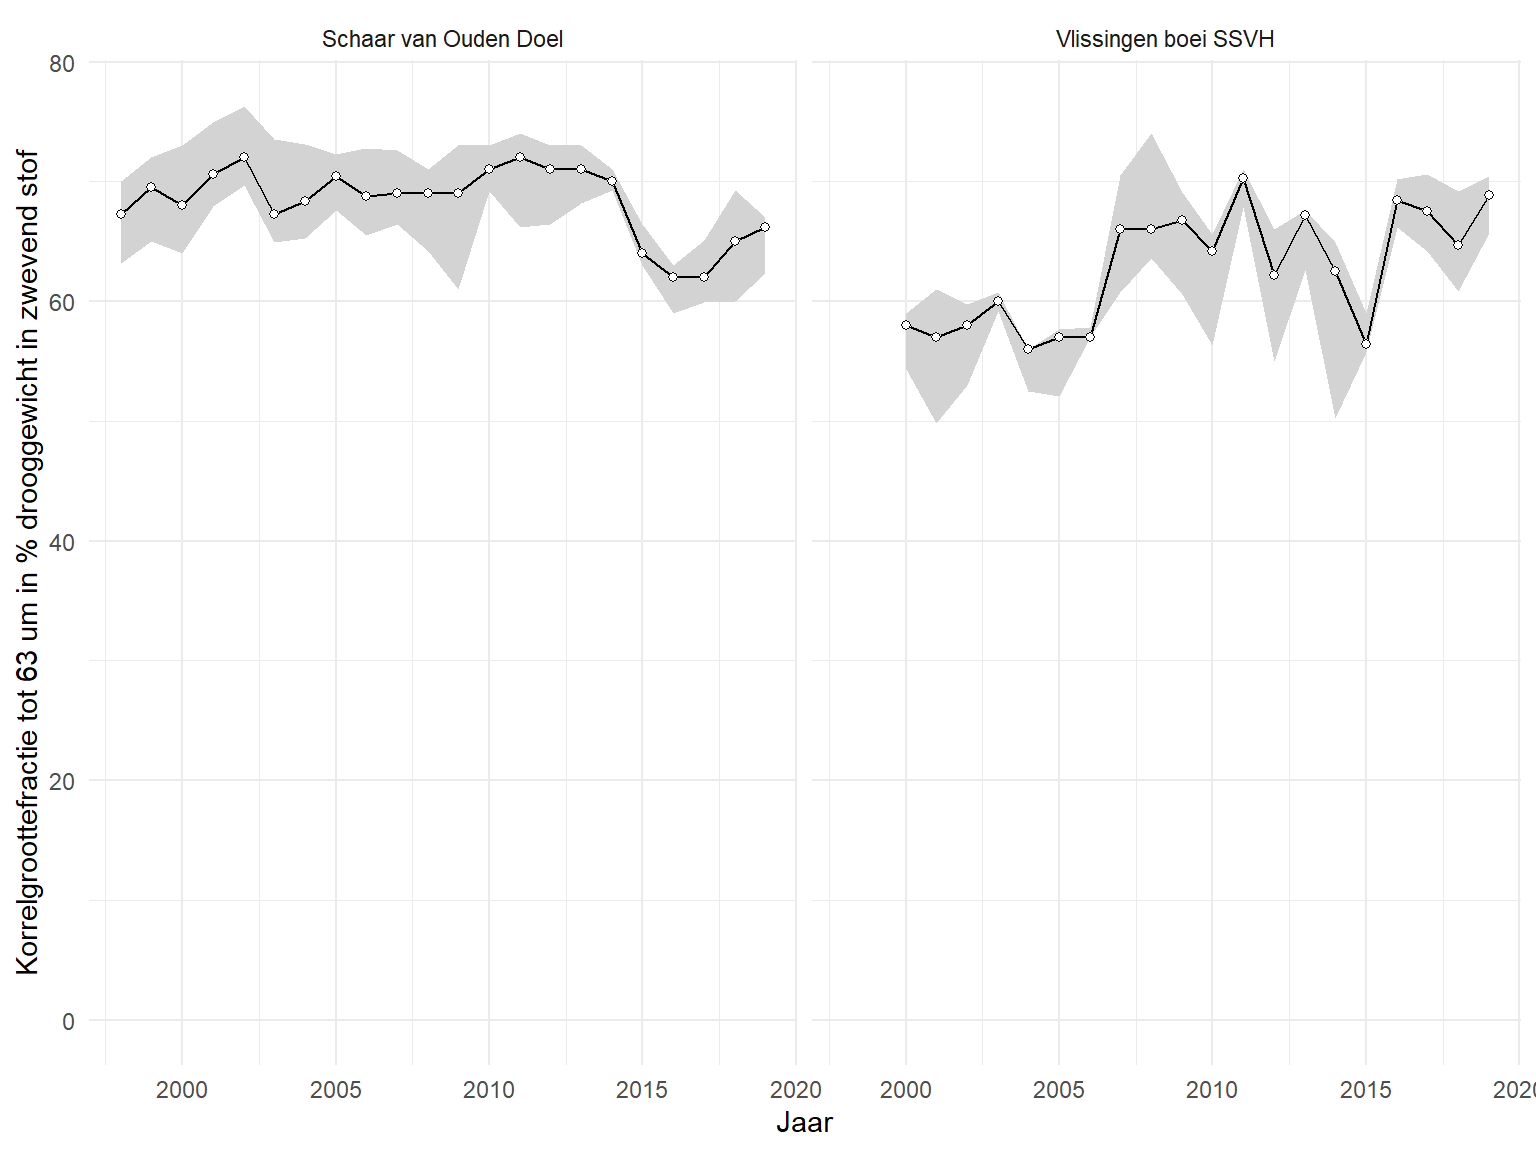 Schaar van Ouden Doel
Vlissingen boei SSVH
Korrelgroottefractie tot 63 um in % drooggewicht in zwevend stof
80
60
40
20
0
2000 2005 2010 2015 2020 2000 2005 2010 2015 2020
Jaar